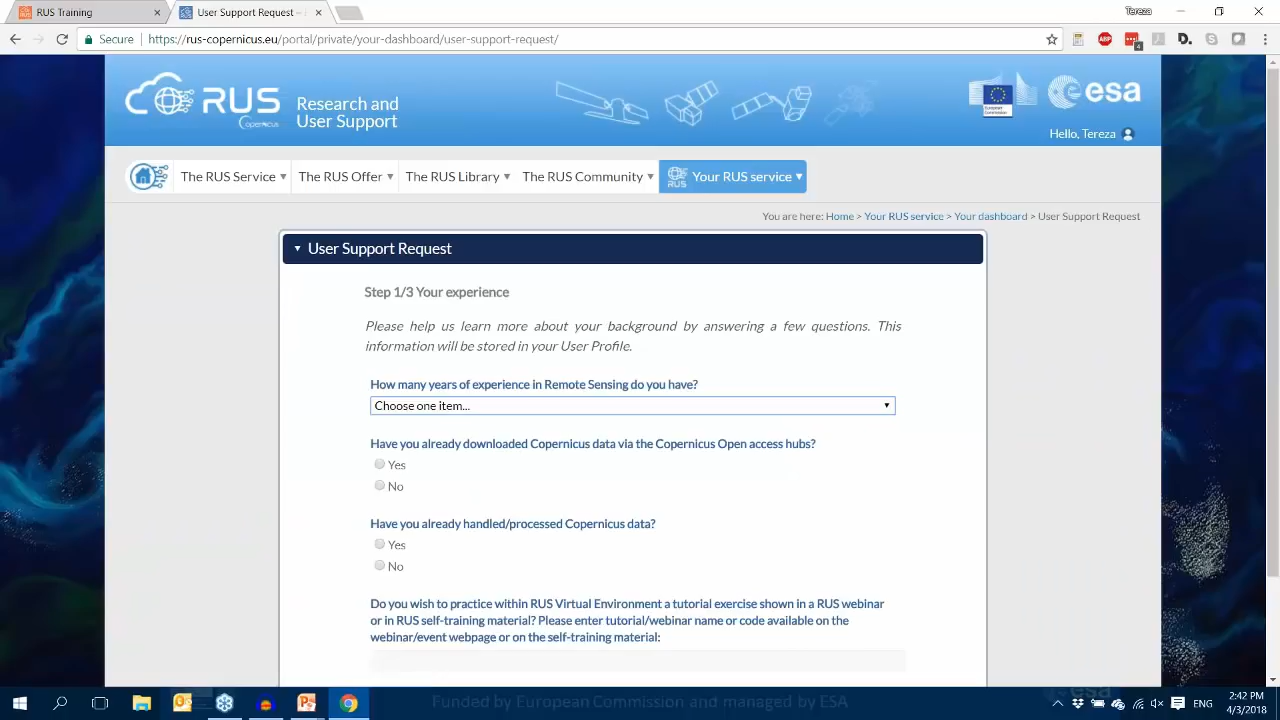 RUS Training
The User Support Request –
Tereza
Secure
https://rus-copernicus.eu/portal/private/your-dashboard/user-support-request/
ABP
4
D.
RUS
Copernicus
Research and
User Support
European
Commission
esa
Hello, Tereza
The RUS Service
The RUS Offer
The RUS Library
The RUS Community
RUS
Your RUS service
You are here: Home > Your RUS service > Your dashboard > User Support Request
User Support Request
Step 1/3 Your experience
Please help us learn more about your background by answering a few questions. This
information will be stored in your User Profile.
How many years of experience in Remote Sensing do you have?
Choose one item...
Have you already downloaded Copernicus data via the Copernicus Open access hubs?
Yes
No
Have you already handled/processed Copernicus data?
Yes
No
Do you wish to practice within RUS Virtual Environment a tutorial exercise shown in a RUS webinar
or in RUS self-training material? Please enter tutorial/webinar name or code available on the
webinar/event webpage or on the self-training material:
Funded by European Commission and managed by ESA
esa
ENG
2:42 PM
4/3/2018